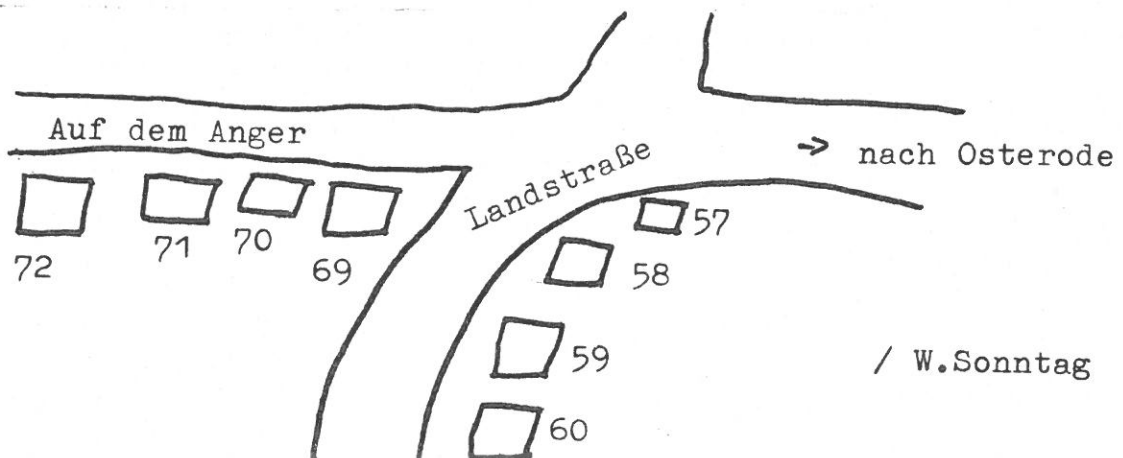 Auf dem Anger
Landstraße
-> nach Osterode
57
58
59
60
69
70
71
72
/ W.Sonntag